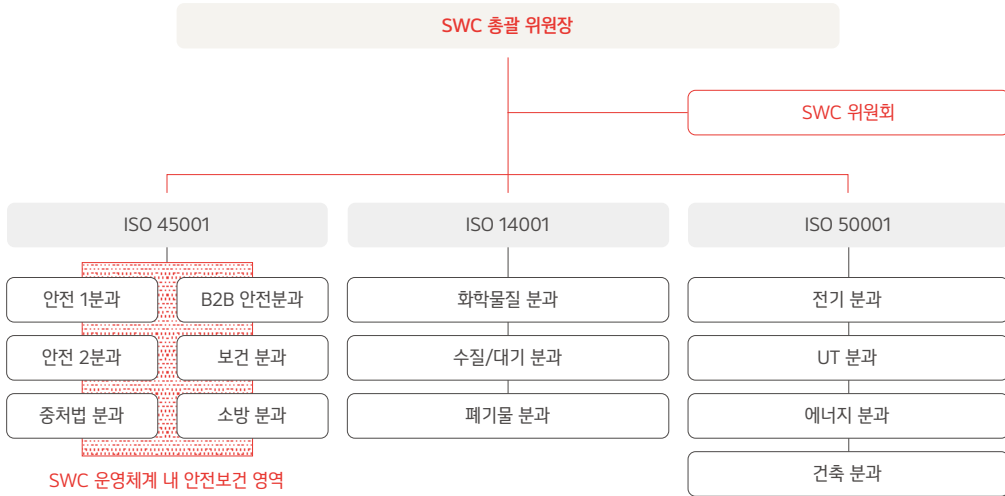 SWC 총괄 위원장
SWC 위원회
ISO 45001
ISO 14001
ISO 50001
안전 1분과
B2B 안전분과
화학물질 분과
전기 분과
안전 2분과
보건 분과
수질/대기 분과
UT 분과
중처법 분과
소방 분과
폐기물 분과
에너지 분과
건축 분과
SWC 운영체계 내 안전보건 영역